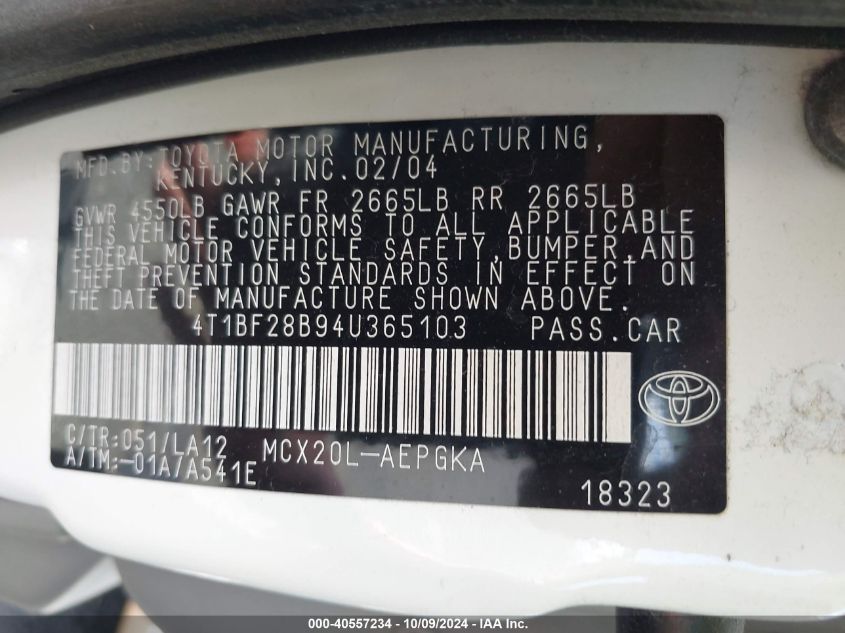 MFD.BY:TOYOTA MOTOR MANUFACTURING,
KENTUCKY, INC.02/04
GVWR 4550LB GAWR FR 2665LB RR 2665LB
THIS VEHICLE CONFORMS TO ALL APPLICABLE
FEDERAL MOTOR VEHICLE SAFETY,BUMPER,AND
THEFT PREVENTION STANDARDS IN EFFECT ON
THE DATE OF MANUFACTURE SHOWN ABOVE.
4T1BF28B94U365103 PASS.CAR
C/TR:051/LA12 MCX20L-AEPGKA
A/TM:-01A/A541E
18323
000-40557234 - 10/09/2024 - IAA Inc.